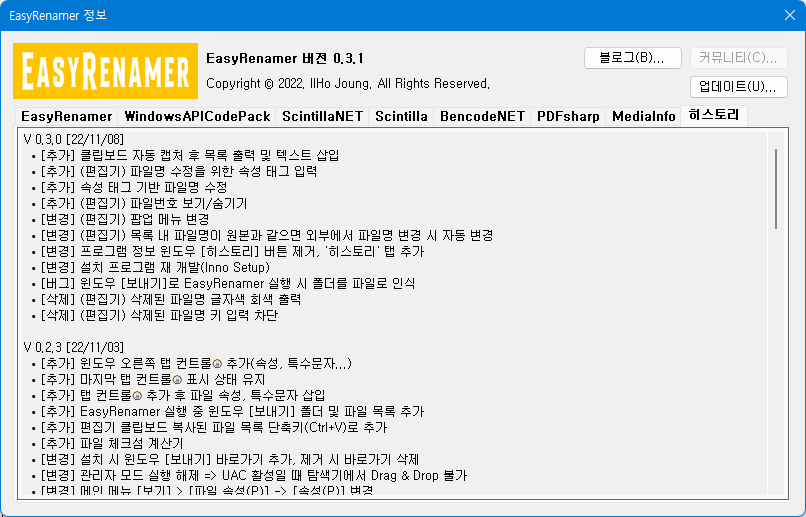 EasyRenamer 정보
EASYRENAMER
EasyRenamer 버전 0.3.1
Copyright © 2022. IlHo Joung. All Rights Reserved.
블로그(B)...
커뮤니티(C)...
업데이트(U)...
EasyRenamer WindowsAPICodePack ScintillaNET Scintilla BencodeNET PDFsharp MediaInfo 히스토리
V 0.3.0 [22/11/08]
• [추가] 클립보드 자동 캡처 후 목록 출력 및 텍스트 삽입
• [추가] (편집기) 파일명 수정을 위한 속성 태그 입력
• [추가] 속성 태그 기반 파일명 수정
• [추가] (편집기) 파일번호 보기/숨기기
• [변경] (편집기) 팝업 메뉴 변경
• [변경] (편집기) 목록 내 파일명이 원본과 같으면 외부에서 파일명 변경 시 자동 변경
• [변경] 프로그램 정보 윈도우 [히스토리] 버튼 제거, '히스토리' 탭 추가
• [변경] 설치 프로그램 재 개발(Inno Setup)
• [버그] 윈도우 [보내기]로 EasyRenamer 실행 시 폴더를 파일로 인식
• [삭제] (편집기) 삭제된 파일명 글자색 회색 출력
• [삭제] (편집기) 삭제된 파일명 키 입력 차단
V 0.2.3 [22/11/03]
• [추가] 윈도우 오른쪽 탭 컨트롤 추가(속성, 특수문자...)
• [추가] 마지막 탭 컨트롤 표시 상태 유지
• [추가] 탭 컨트롤 추가 후 파일 속성, 특수문자 삽입
• [추가] EasyRenamer 실행 중 윈도우 [보내기] 폴더 및 파일 목록 추가
• [추가] 편집기 클립보드 복사된 파일 목록 단축키(Ctrl+V)로 추가
• [추가] 파일 체크섬 계산기
• [변경] 설치 시 윈도우 [보내기] 바로가기 추가, 제거 시 바로가기 삭제
• [변경] 관리자 모드 실행 해제 => UAC 활성일 때 탐색기에서 Drag & Drop 불가
• [변경] 메인 메뉴 [보기] > [파일 속성(P)] -> [속성(P)] 변경